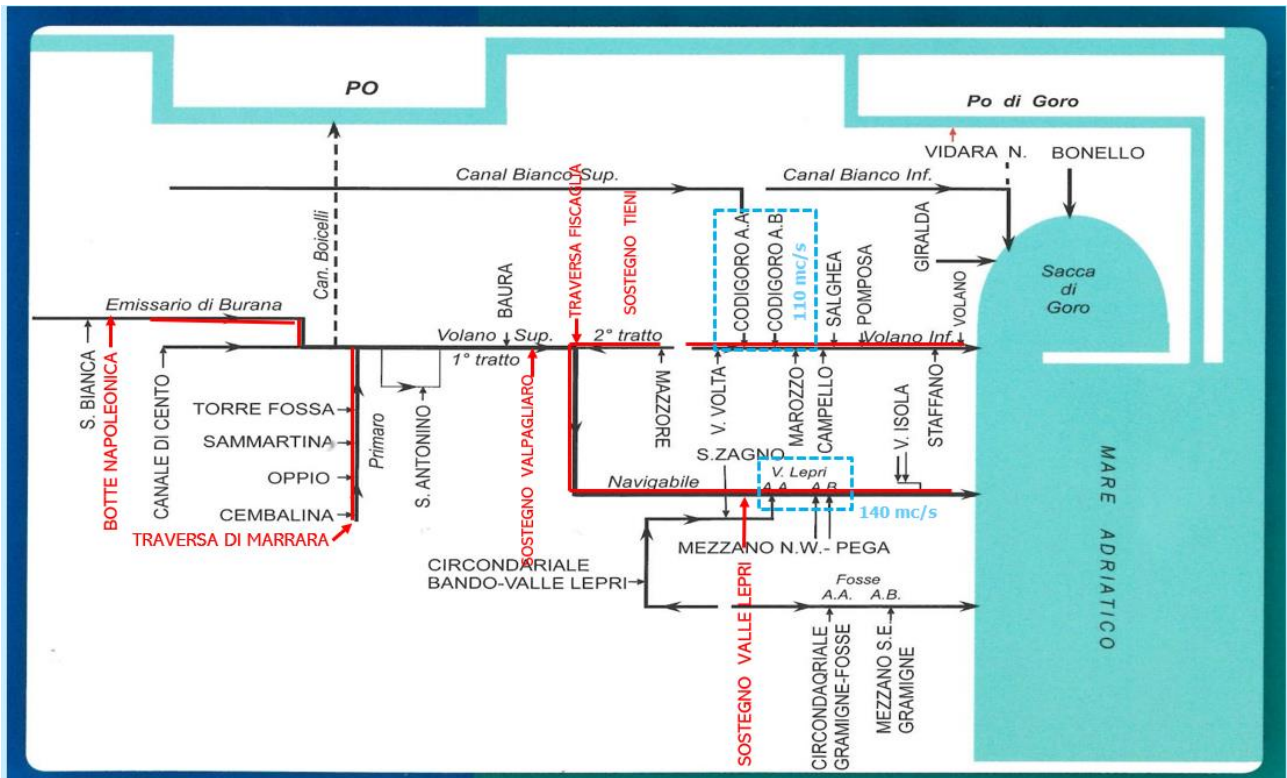 PO
Po di Goro
VIDARA N.
BONELLO
Canal Bianco Sup.
Canal Bianco Inf.
GIRALDA
Sacca
di
Goro
Can. Boicelli
TRAVERSA FISCAGLIA
SOSTEGNO TIENI
CODIGORO A.A.
CODIGORO A.B.
110 mc/s
SALGHEA
POMPOSA
VOLANO
Emissario di Burana
BAURA
Volano Sup.
1° tratto
2° tratto
Volano Inf.
S. BIANCA
BOTTE NAPOLEONICA
CANALE DI CENTO
TORRE FOSSA
SAMMARTINA
OPPIO
CEMBALINA
TRAVERSA DI MARRARA
Primaro
S. ANTONINO
SOSTEGNO VALPAGLIARO
MAZZORE
V. VOLTA
MAROZZO
CAMPELLO
V. ISOLA
STAFFANO
S.ZAGNO
V. Lepri
A.A.
A.B.
Navigabile
140 mc/s
MEZZANO N.W.- PEGA
CIRCONDARIALE
BANDO-VALLE LEPRI
SOSTEGNO VALLE LEPRI
Fosse
A.A.
A.B.
CIRCONDAQRIALE
GRAMIGNE-FOSSE
MEZZANO S.E.
GRAMIGNE
MARE ADRIATICO